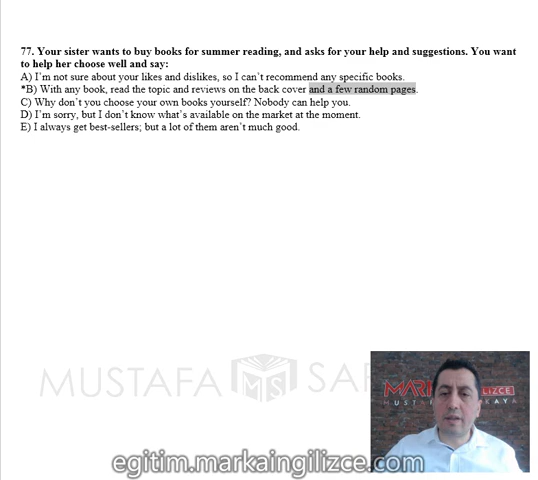 77. Your sister wants to buy books for summer reading, and asks for your help and suggestions. You want
to help her choose well and say:
A) I'm not sure about your likes and dislikes, so I can't recommend any specific books.
*B) With any book, read the topic and reviews on the back cover and a few random pages.
C) Why don't you choose your own books yourself? Nobody can help you.
D) I'm sorry, but I don't know what's available on the market at the moment.
E) I always get best-sellers; but a lot of them aren't much good.
MUSTAFA MS
LIZCE
egitim.markaingilizce.com